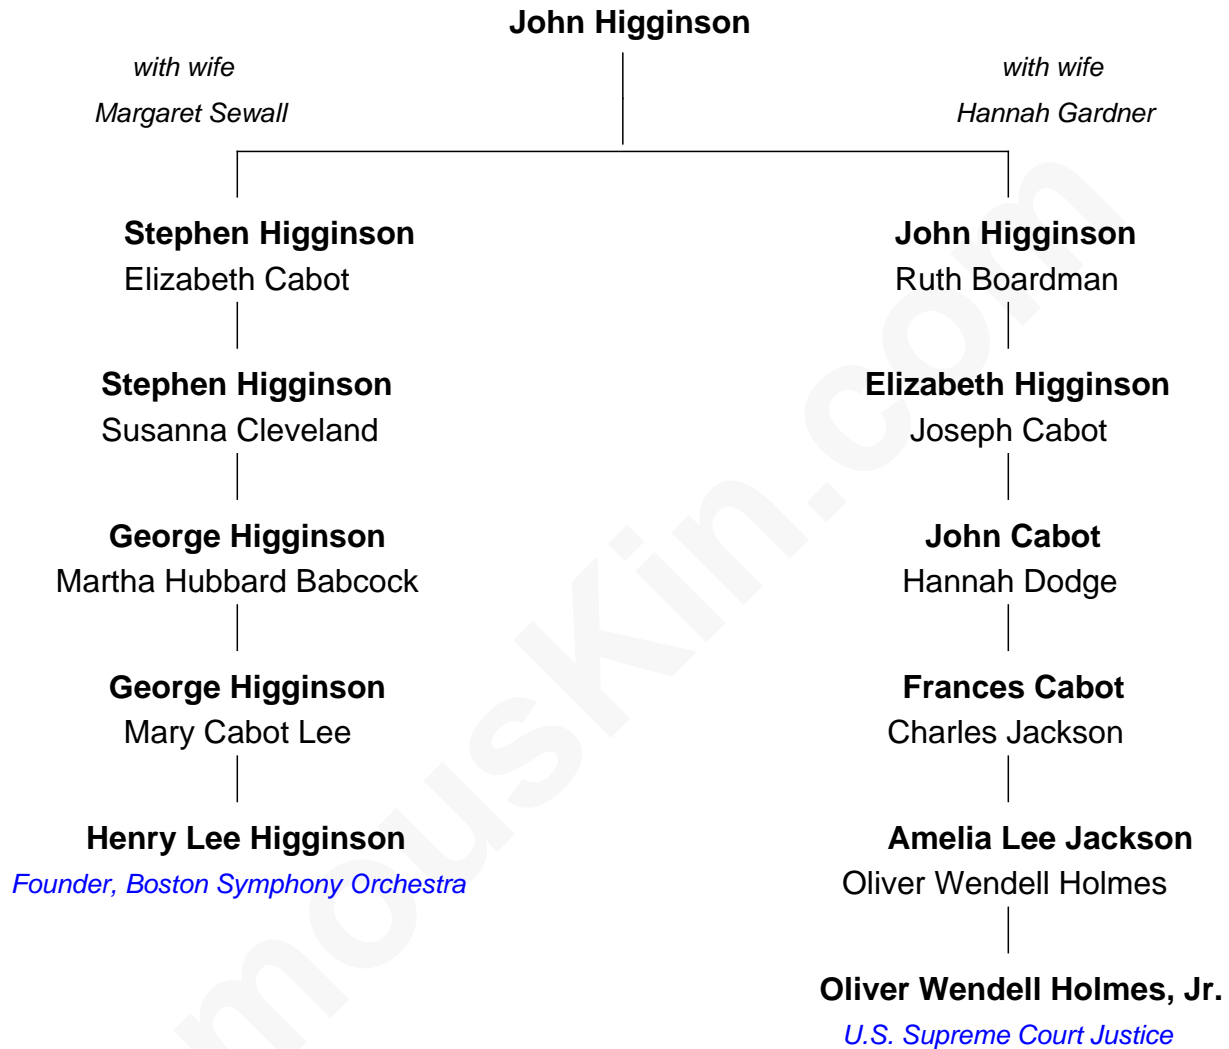 John Higginson
with wife
Margaret Sewall
with wife
Hannah Gardner
Stephen Higginson
Elizabeth Cabot
John Higginson
Ruth Boardman
Stephen Higginson
Susanna Cleveland
Elizabeth Higginson
Joseph Cabot
George Higginson
Martha Hubbard Babcock
John Cabot
Hannah Dodge
George Higginson
Mary Cabot Lee
Frances Cabot
Charles Jackson
Henry Lee Higginson
Founder, Boston Symphony Orchestra
Amelia Lee Jackson
Oliver Wendell Holmes
Oliver Wendell Holmes, Jr.
U.S. Supreme Court Justice
mouskin.com